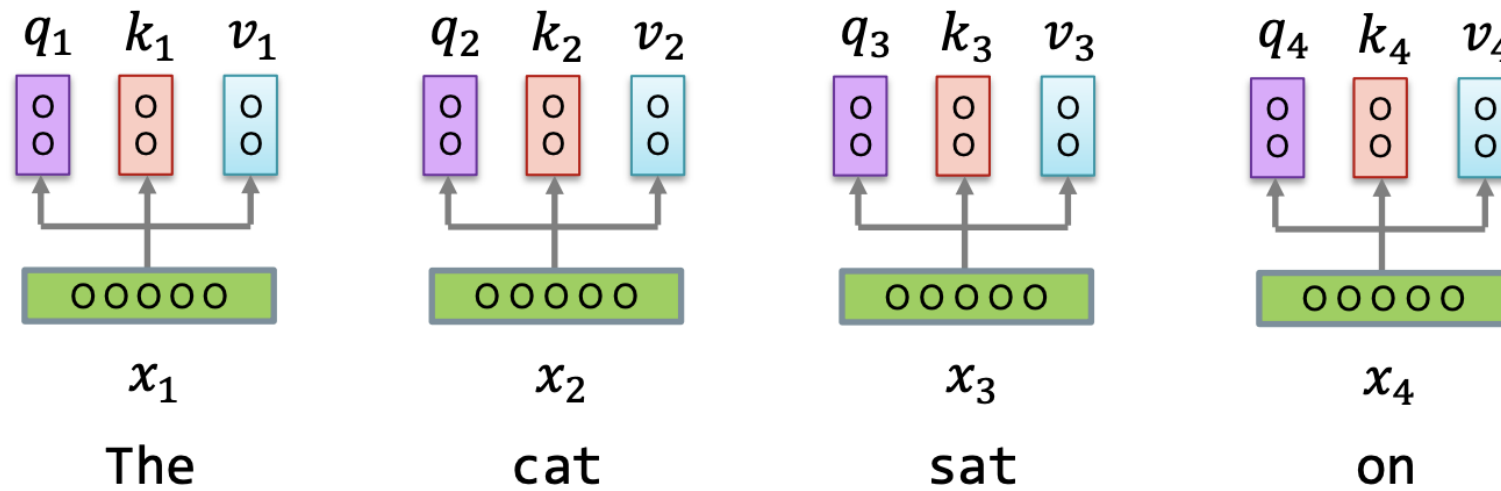 q₁ k₁ v₁ q₂ k₂ v₂ q₃ k₃ v₃ q₄ k₄ v₄
O O O O O O O O O O O O
O O O O O O O O O O O O
O O O O O O O O O O O O O O O O O O O O
x₁ x₂ x₃ x₄
The cat sat on